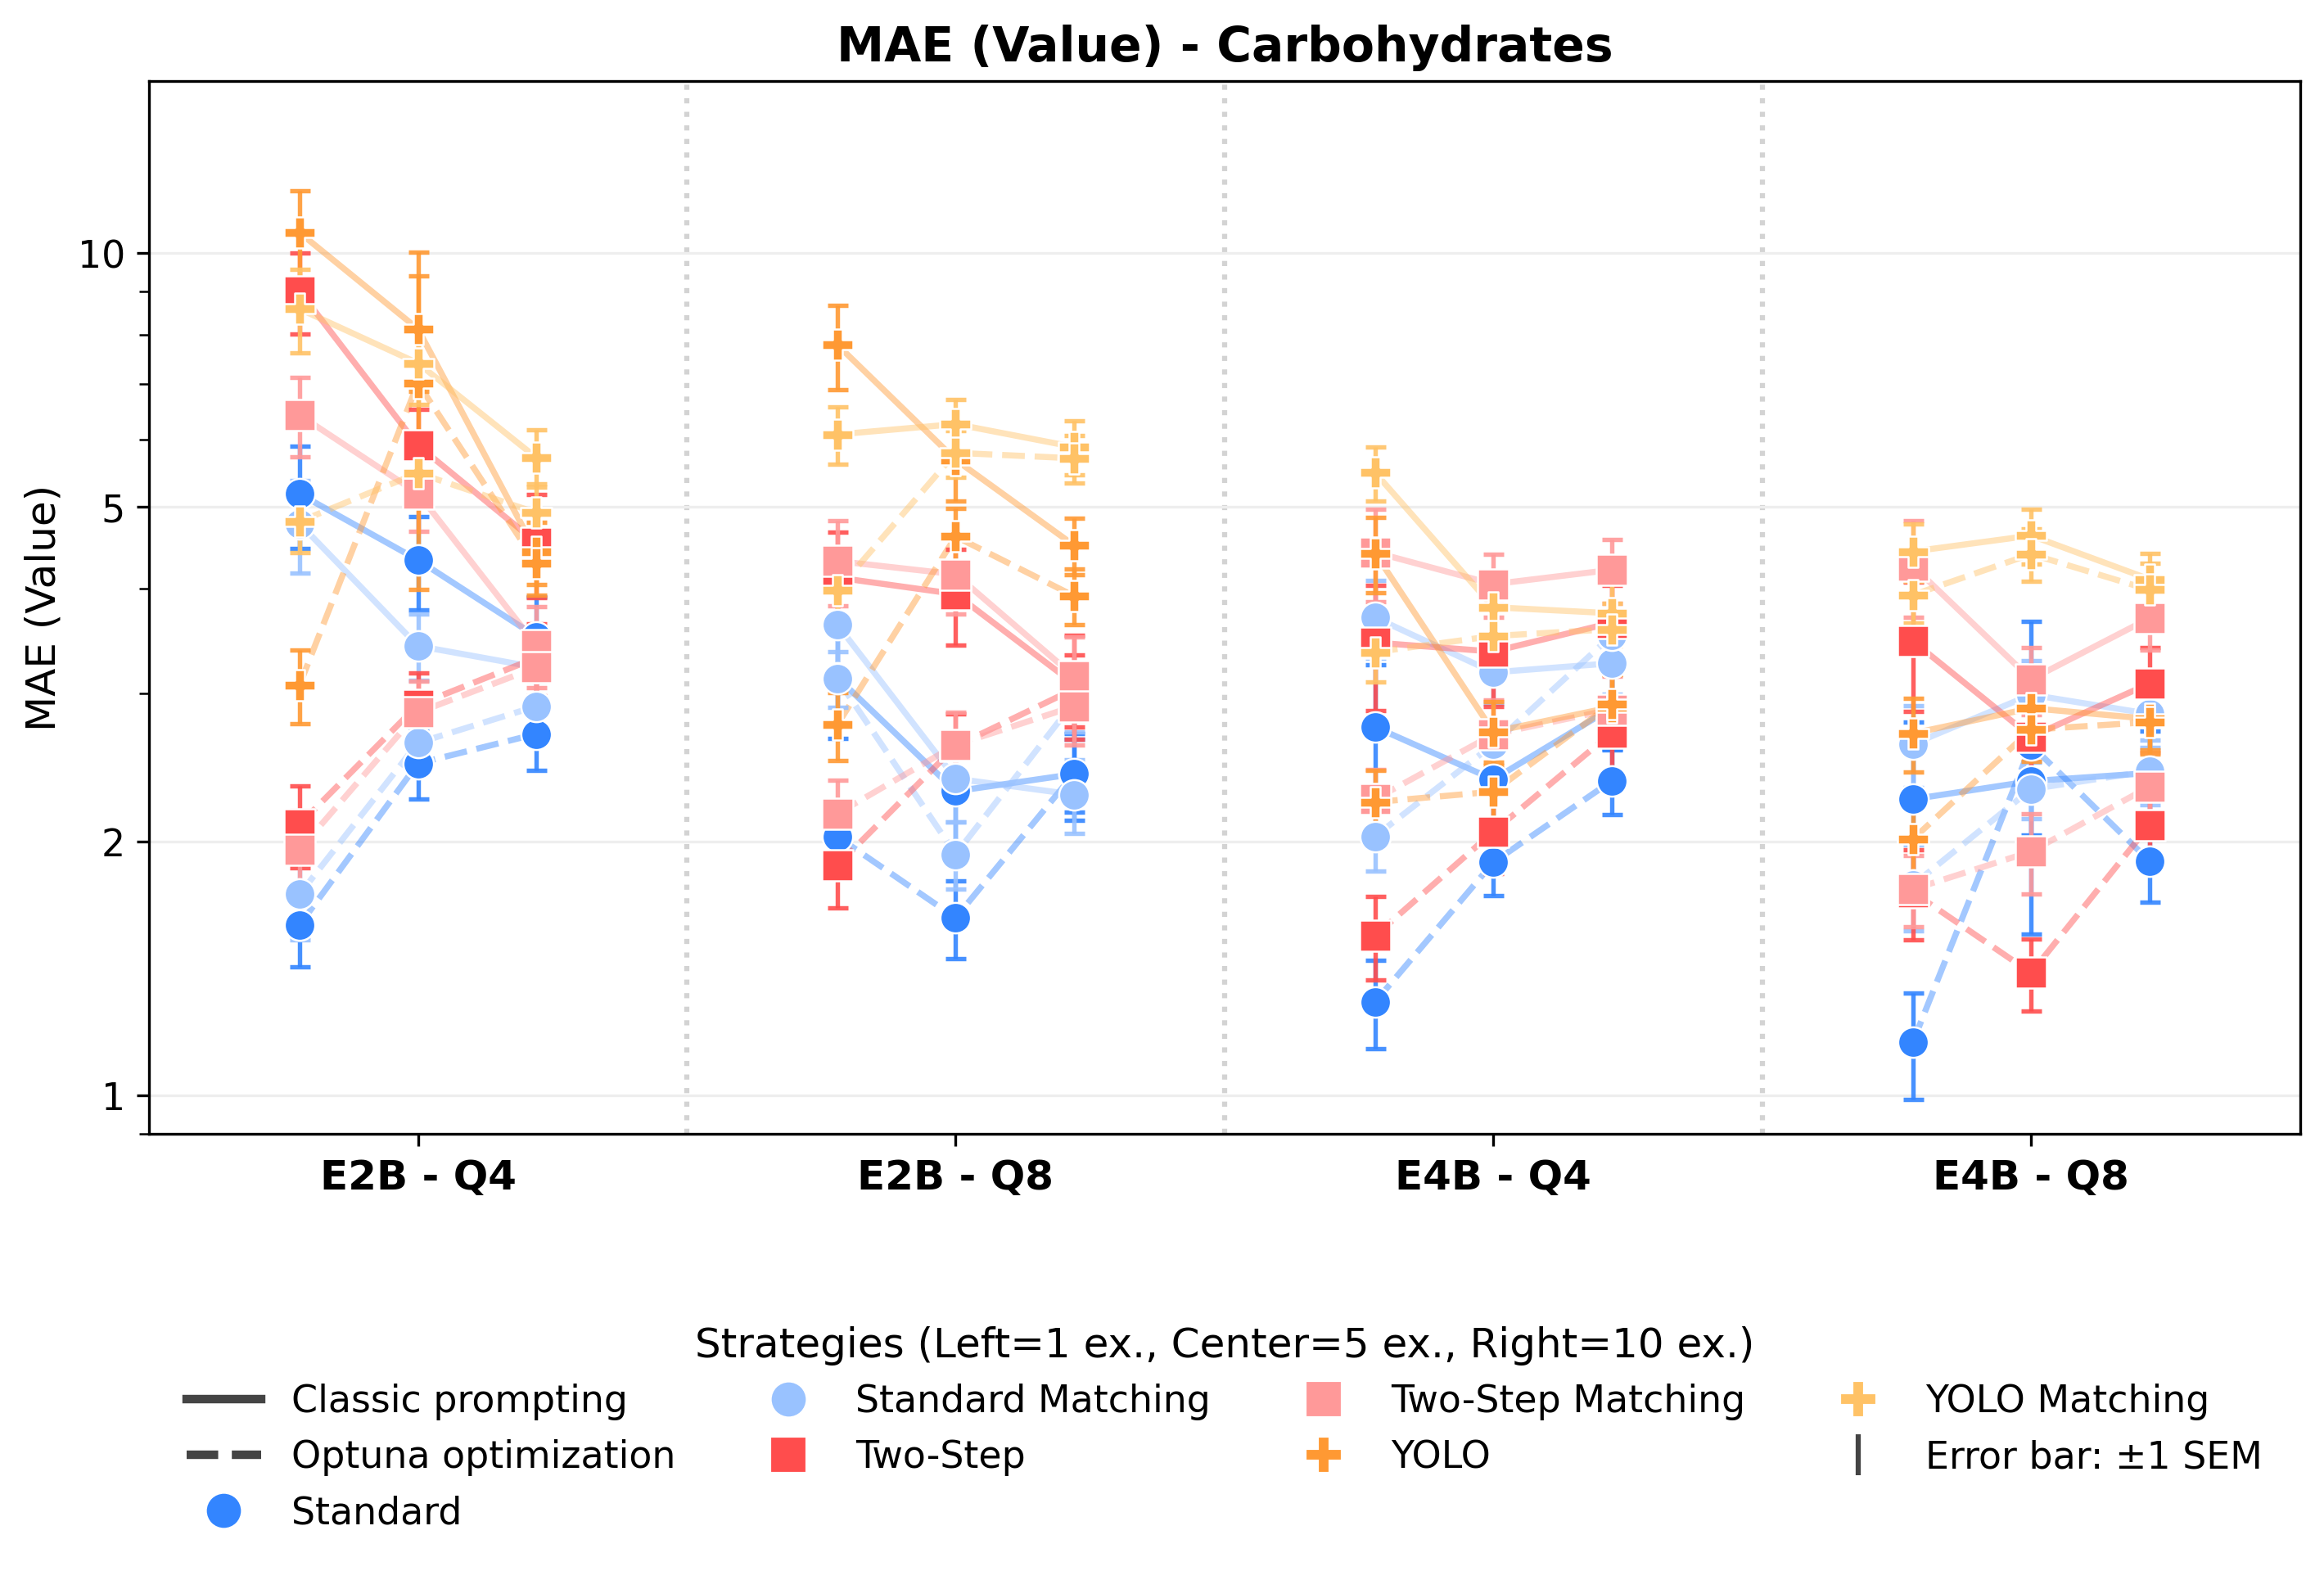 MAE (Value) - Carbohydrates
MAE (Value)
10
5
2
1
E2B - Q4
E2B - Q8
E4B - Q4
E4B - Q8
Strategies (Left=1 ex., Center=5 ex., Right=10 ex.)
Classic prompting
Optuna optimization
Standard
Standard Matching
Two-Step
Two-Step Matching
YOLO
YOLO Matching
Error bar: ±1 SEM